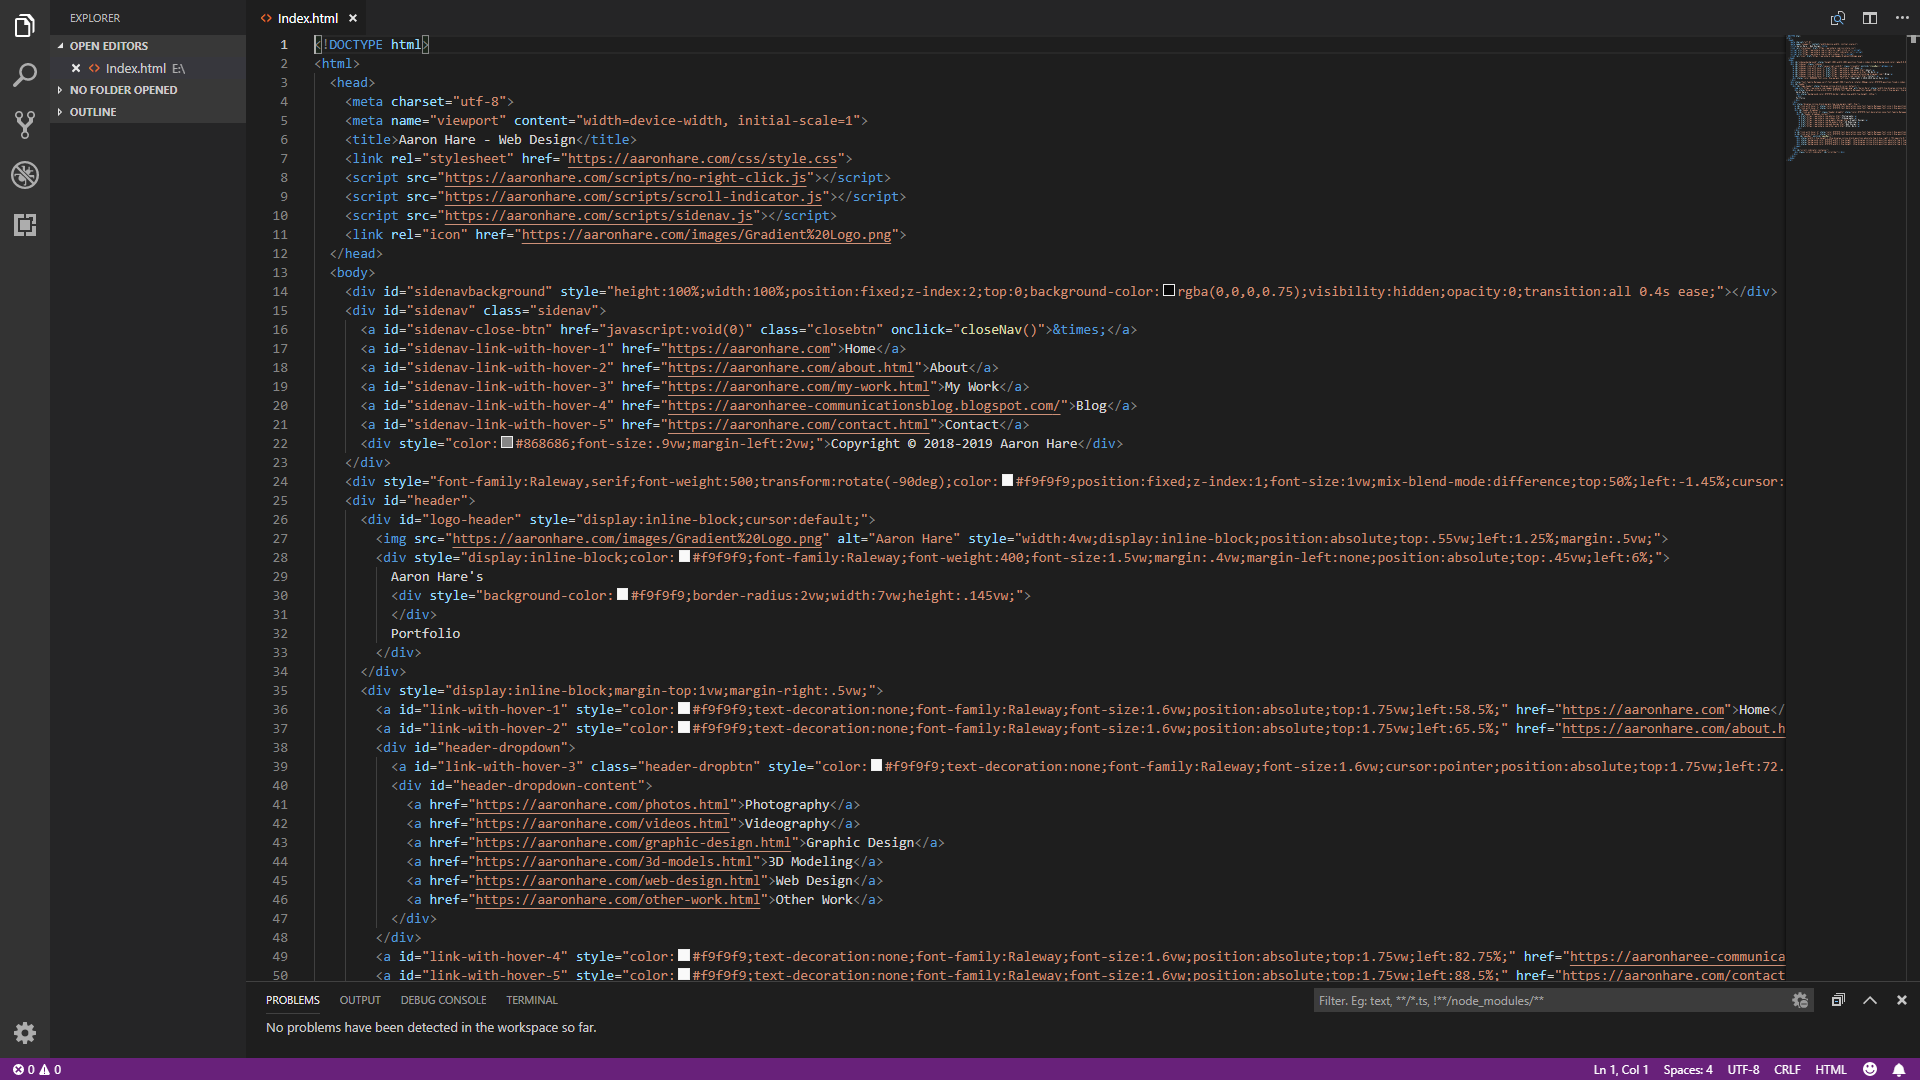 EXPLORER
OPEN EDITORS
Index.html E:\
NO FOLDER OPENED
OUTLINE
Index.html
1 <!DOCTYPE html>
2 <html>
3 <head>
4 <meta charset="utf-8">
5 <meta name="viewport" content="width=device-width, initial-scale=1">
6 <title>Aaron Hare - Web Design</title>
7 <link rel="stylesheet" href="https://aaronhare.com/css/style.css">
8 <script src="https://aaronhare.com/scripts/no-right-click.js"></script>
9 <script src="https://aaronhare.com/scripts/scroll-indicator.js"></script>
10 <script src="https://aaronhare.com/scripts/sidenav.js"></script>
11 <link rel="icon" href="https://aaronhare.com/images/Gradient%20Logo.png">
12 </head>
13 <body>
14 <div id="sidenavbackground" style="height:100%;width:100%;position:fixed;z-index:2;top:0;background-color:rgba(0,0,0,0.75);visibility:hidden;opacity:0;transition:all 0.4s ease;"></div>
15 <div id="sidenav" class="sidenav">
16 <a id="sidenav-close-btn" href="javascript:void(0)" class="closebtn" onclick="closeNav()">&times;</a>
17 <a id="sidenav-link-with-hover-1" href="https://aaronhare.com">Home</a>
18 <a id="sidenav-link-with-hover-2" href="https://aaronhare.com/about.html">About</a>
19 <a id="sidenav-link-with-hover-3" href="https://aaronhare.com/my-work.html">My Work</a>
20 <a id="sidenav-link-with-hover-4" href="https://aaronharee-communicationsblog.blogspot.com/">Blog</a>
21 <a id="sidenav-link-with-hover-5" href="https://aaronhare.com/contact.html">Contact</a>
22 <div style="color:#868686;font-size:.9vw;margin-left:2vw;">Copyright © 2018-2019 Aaron Hare</div>
23 </div>
24 <div style="font-family:Raleway,serif;font-weight:500;transform:rotate(-90deg);color:#f9f9f9;position:fixed;z-index:1;font-size:1vw;mix-blend-mode:difference;top:50%;left:-1.45%;cursor:
25 <div id="header">
26 <div id="logo-header" style="display:inline-block;cursor:default;">
27 <img src="https://aaronhare.com/images/Gradient%20Logo.png" alt="Aaron Hare" style="width:4vw;display:inline-block;position:absolute;top:.55vw;left:1.25%;margin:.5vw;">
28 <div style="display:inline-block;color:#f9f9f9;font-family:Raleway;font-weight:400;font-size:1.5vw;margin:.4vw;margin-left:none;position:absolute;top:.45vw;left:6%;">
29 Aaron Hare's
30 <div style="background-color:#f9f9f9;border-radius:2vw;width:7vw;height:.145vw;">
31 </div>
32 Portfolio
33 </div>
34 </div>
35 <div style="display:inline-block;margin-top:1vw;margin-right:.5vw;">
36 <a id="link-with-hover-1" style="color:#f9f9f9;text-decoration:none;font-family:Raleway;font-size:1.6vw;position:absolute;top:1.75vw;left:58.5%;" href="https://aaronhare.com">Home</
37 <a id="link-with-hover-2" style="color:#f9f9f9;text-decoration:none;font-family:Raleway;font-size:1.6vw;position:absolute;top:1.75vw;left:65.5%;" href="https://aaronhare.com/about.h
38 <div id="header-dropdown">
39 <a id="link-with-hover-3" class="header-dropbtn" style="color:#f9f9f9;text-decoration:none;font-family:Raleway;font-size:1.6vw;cursor:pointer;position:absolute;top:1.75vw;left:72.
40 <div id="header-dropdown-content">
41 <a href="https://aaronhare.com/photos.html">Photography</a>
42 <a href="https://aaronhare.com/videos.html">Videography</a>
43 <a href="https://aaronhare.com/graphic-design.html">Graphic Design</a>
44 <a href="https://aaronhare.com/3d-models.html">3D Modeling</a>
45 <a href="https://aaronhare.com/web-design.html">Web Design</a>
46 <a href="https://aaronhare.com/other-work.html">Other Work</a>
47 </div>
48 </div>
49 <a id="link-with-hover-4" style="color:#f9f9f9;text-decoration:none;font-family:Raleway;font-size:1.6vw;position:absolute;top:1.75vw;left:82.75%;" href="https://aaronharee-communica
50 <a id="link-with-hover-5" style="color:#f9f9f9;text-decoration:none;font-family:Raleway;font-size:1.6vw;position:absolute;top:1.75vw;left:88.5%;" href="https://aaronhare.com/contact
PROBLEMS OUTPUT DEBUG CONSOLE TERMINAL
Filter. Eg: text, **/*.ts, !**/node_modules/**
No problems have been detected in the workspace so far.
0 0
Ln 1, Col 1 Spaces: 4 UTF-8 CRLF HTML